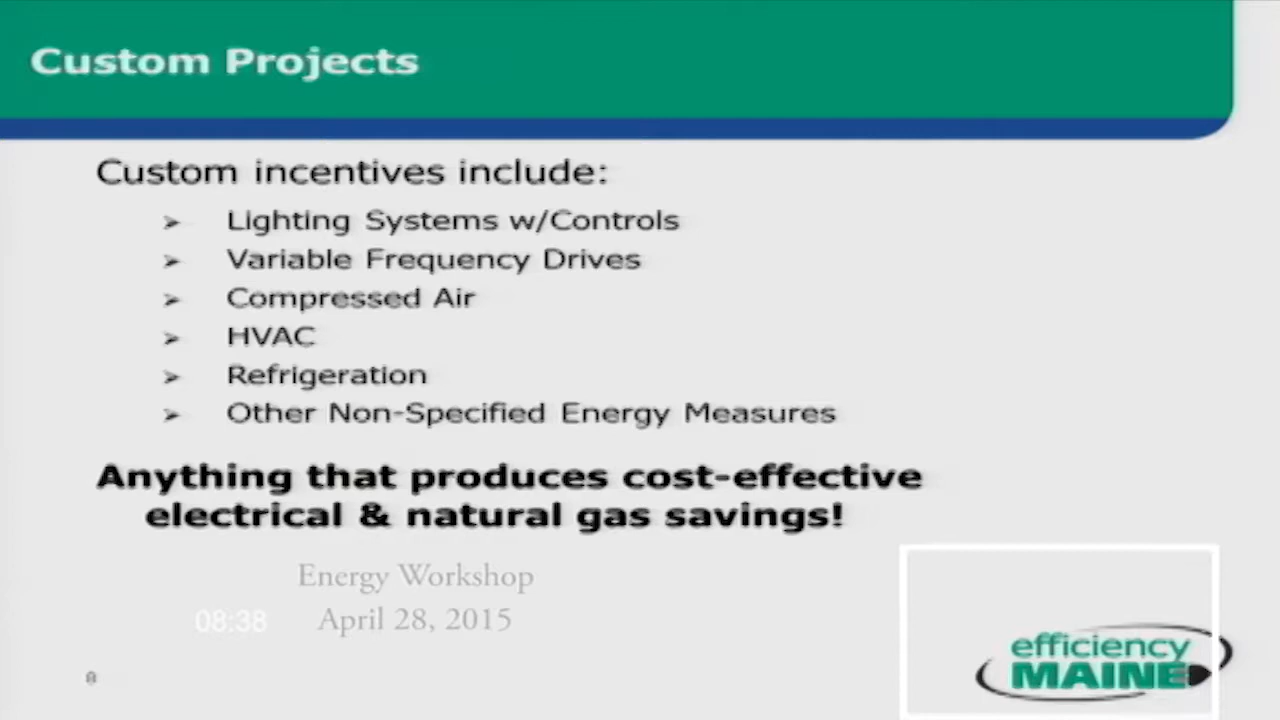 Custom Projects
Custom incentives include:
➢ Lighting Systems w/Controls
➢ Variable Frequency Drives
➢ Compressed Air
➢ HVAC
➢ Refrigeration
➢ Other Non-Specified Energy Measures
Anything that produces cost-effective
electrical & natural gas savings!
Energy Workshop
08:38 April 28, 2015
efficiency
MAINE